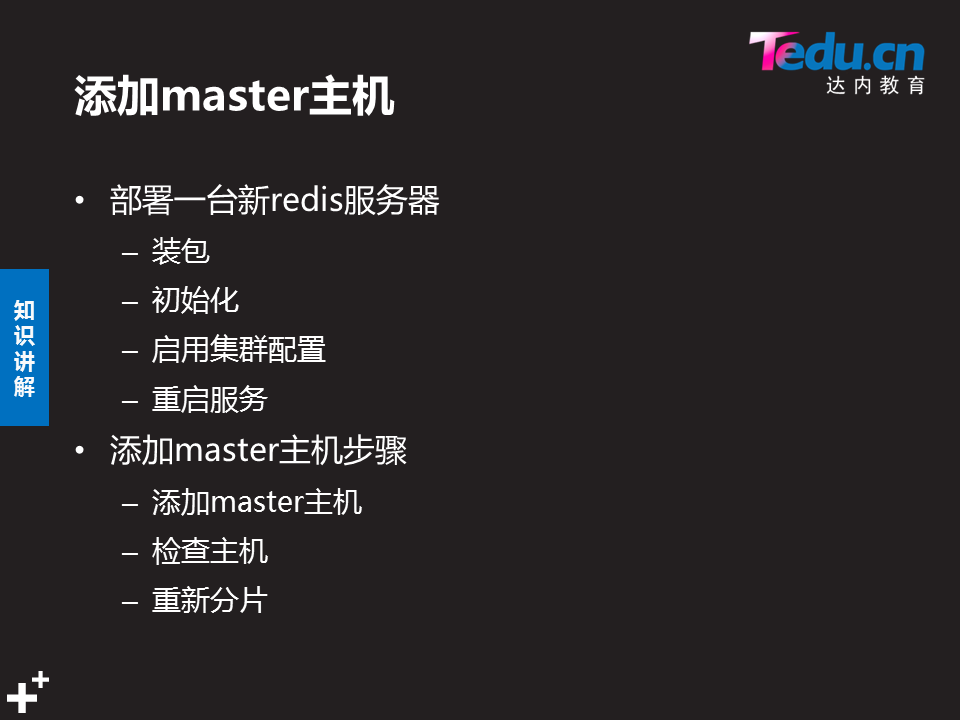 Tedu.cn
达内教育
添加master主机
• 部署一台新redis服务器
– 装包
– 初始化
– 启用集群配置
– 重启服务
• 添加master主机步骤
– 添加master主机
– 检查主机
– 重新分片
知识讲解